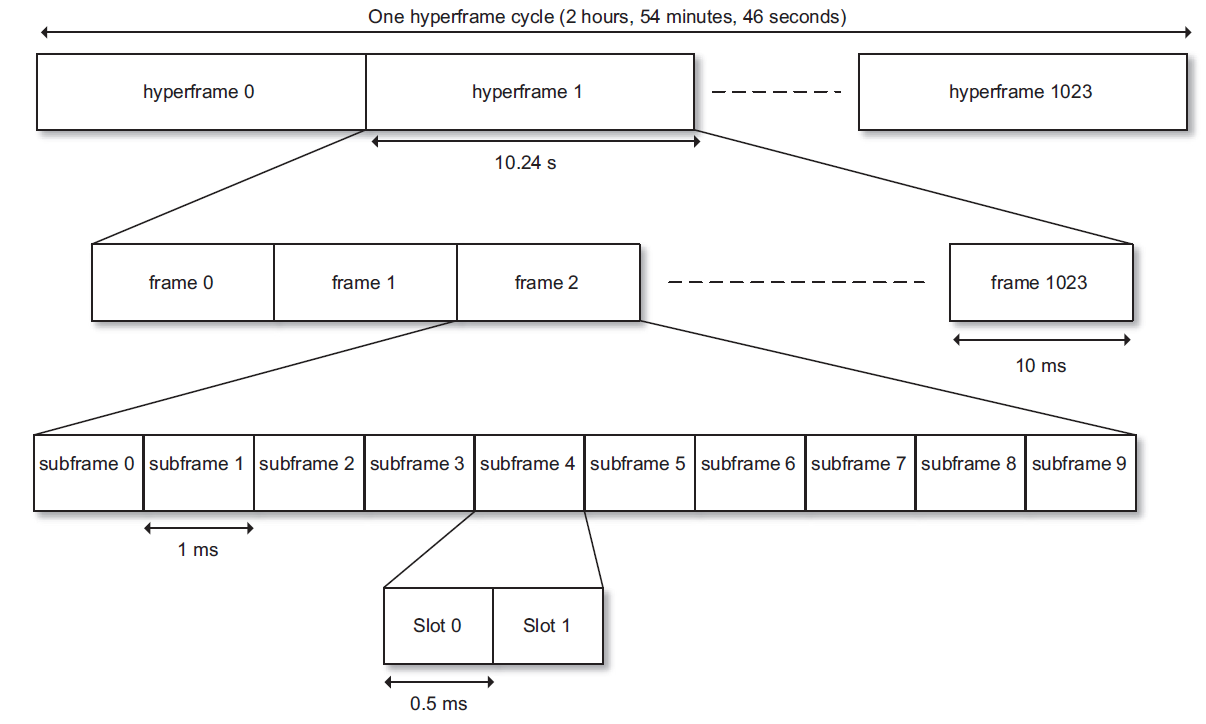 One hyperframe cycle (2 hours, 54 minutes, 46 seconds)
hyperframe 0
hyperframe 1
hyperframe 1023
10.24 s
frame 0
frame 1
frame 2
frame 1023
10 ms
subframe 0
subframe 1
subframe 2
subframe 3
subframe 4
subframe 5
subframe 6
subframe 7
subframe 8
subframe 9
1 ms
Slot 0
Slot 1
0.5 ms